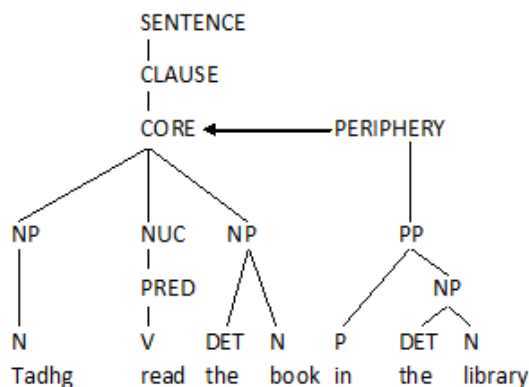 SENTENCE
CLAUSE
CORE PERIPHERY
NP NUC NP PP
PRED NP
N V DET N P DET N
Tadhg read the book in the library